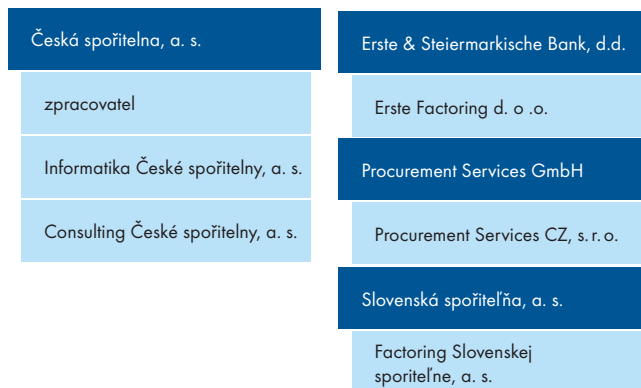 Česká spořitelna, a. s.
zpracovatel
Informatika České spořitelny, a. s.
Consulting České spořitelny, a. s.
Erste & Steiermarkische Bank, d.d.
Erste Factoring d. o .o.
Procurement Services GmbH
Procurement Services CZ, s. r. o.
Slovenská spořiteľňa, a. s.
Factoring Slovenskej
sporiteľne, a. s.